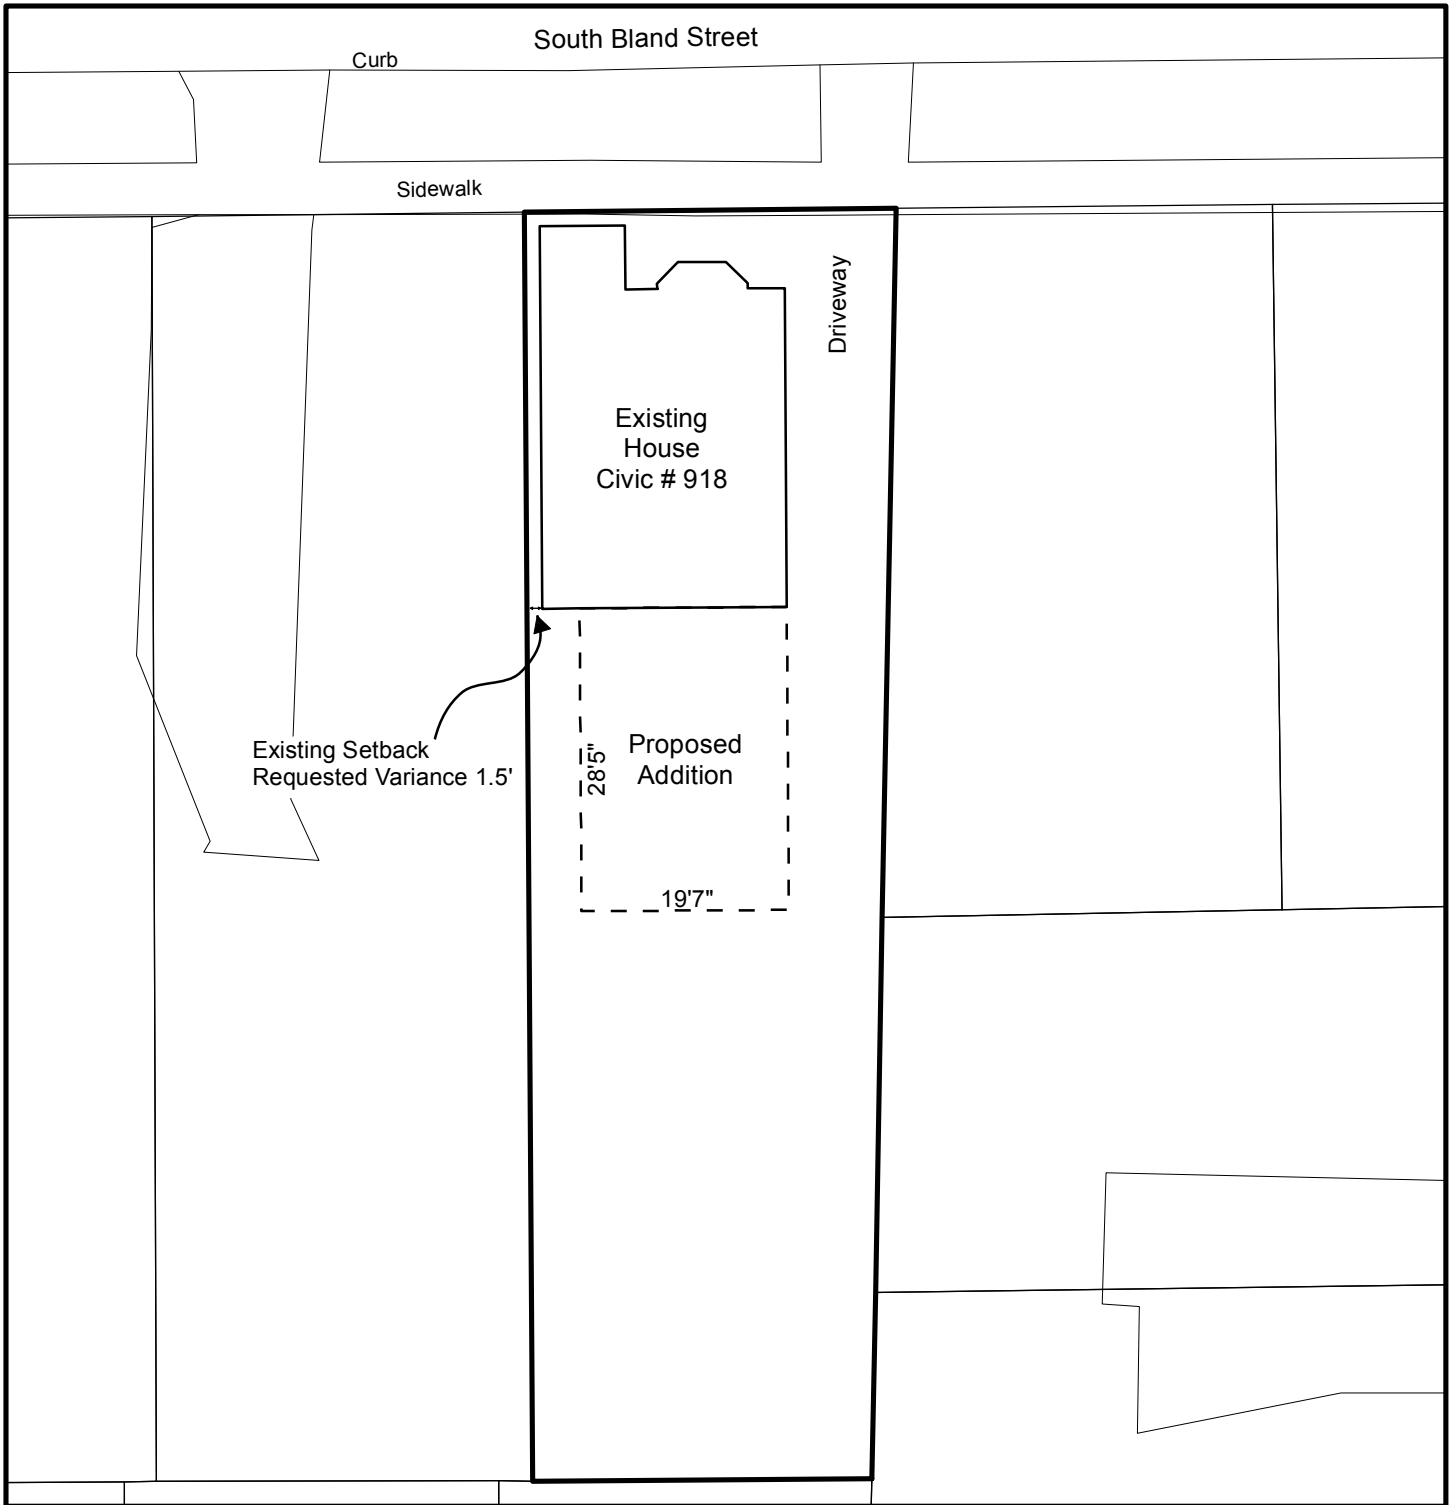 South Bland Street
Curb
Sidewalk
Driveway
Existing
House
Civic # 918
Existing Setback
Requested Variance 1.5'
28'5"
Proposed
Addition
19'7"